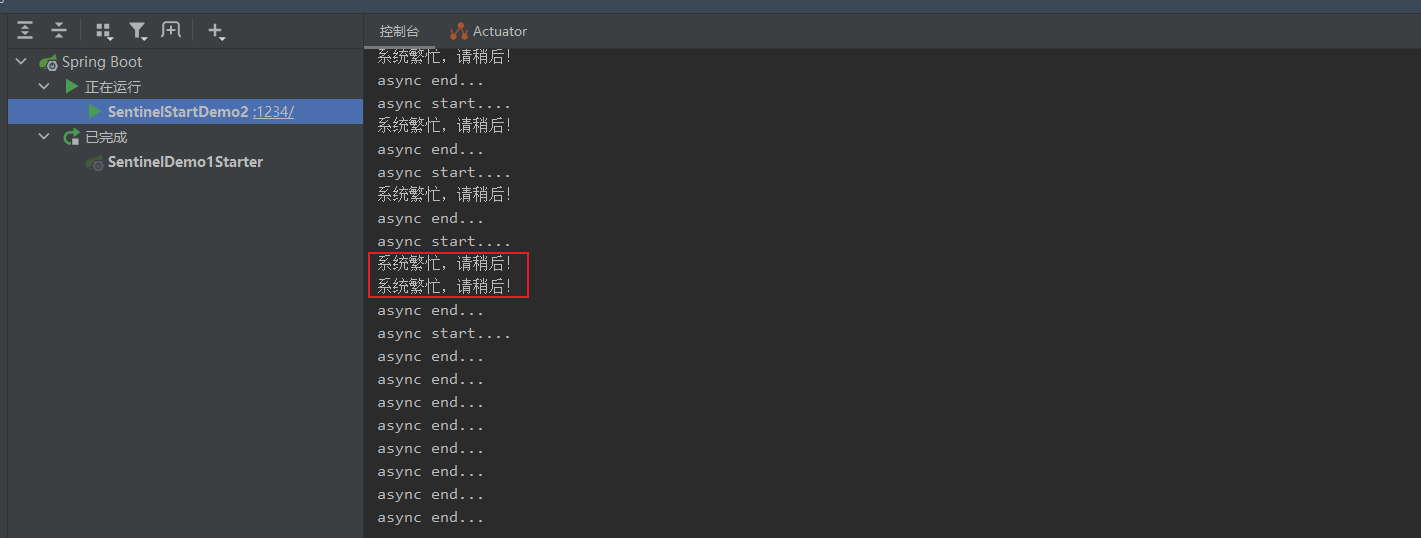 控制台
Actuator
Spring Boot
正在运行
SentinelStartDemo2 :1234/
已完成
SentinelDemo1Starter
系统繁忙，请稍后!
async end...
async start....
系统繁忙，请稍后!
async end...
async start....
系统繁忙，请稍后!
async end...
async start....
系统繁忙，请稍后!
系统繁忙，请稍后!
async end...
async start....
async end...
async end...
async end...
async end...
async end...
async end...
async end...
async end...